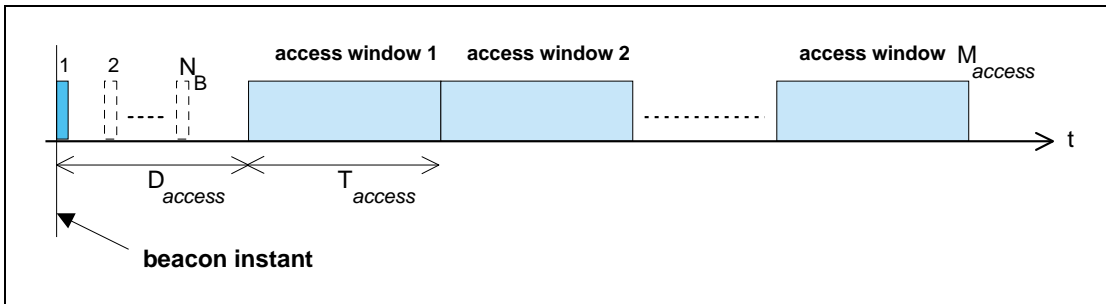 access window 1 access window 2 access window M access
1 2 N B
t
D access T access
beacon instant